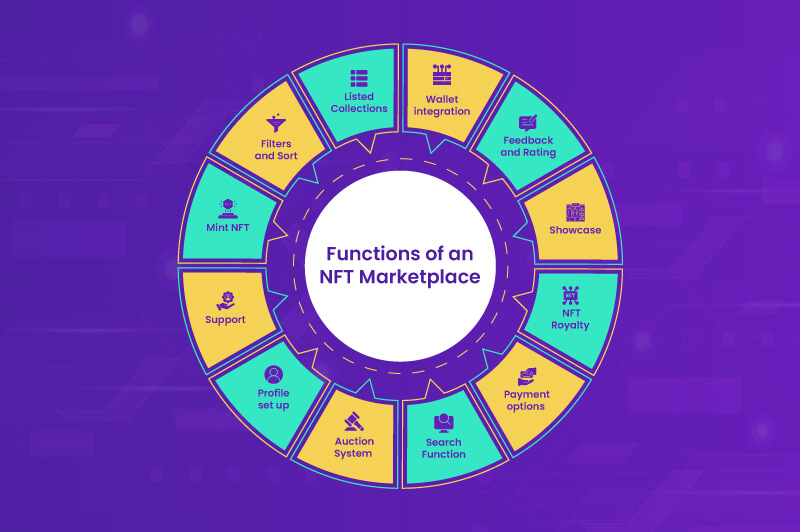 Functions of an
NFT Marketplace
Wallet
integration
Feedback
and Rating
Showcase
NFT
NFT
Royalty
Payment
options
Search
Function
Auction
System
Profile
set up
Support
Mint NFT
Filters
and Sort
Listed
Collections